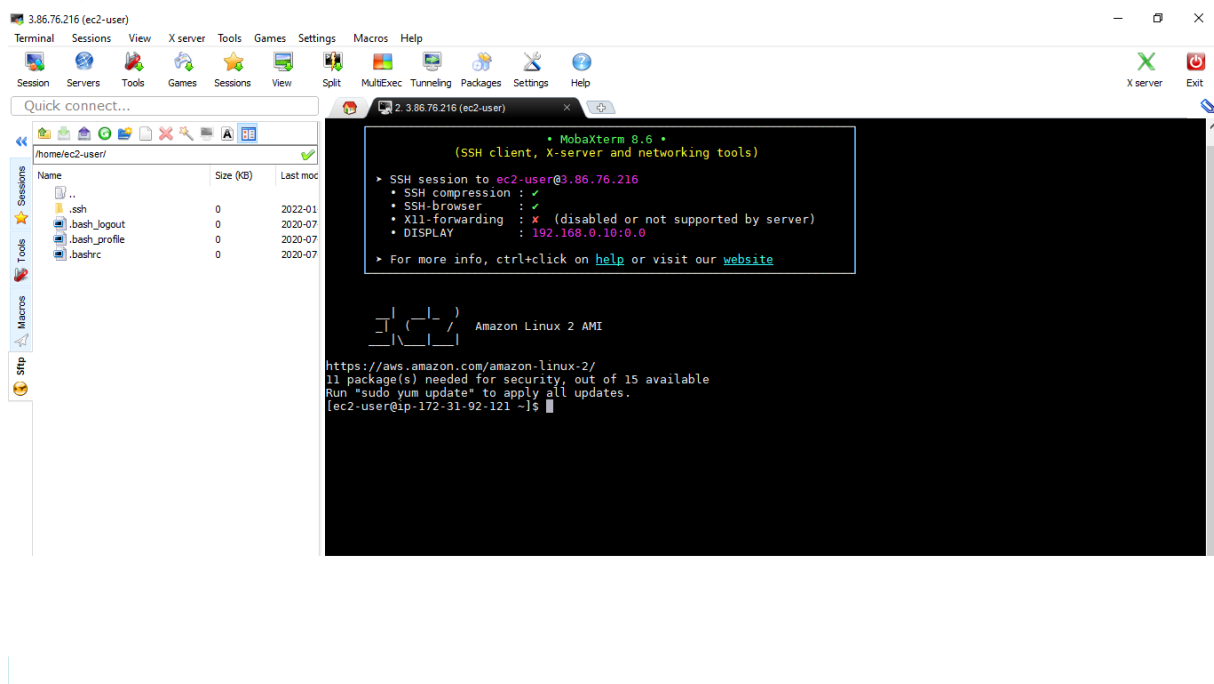 3.86.76.216 (ec2-user)
Terminal Sessions View X server Tools Games Settings Macros Help
Session Servers Tools Games Sessions View Split MultiExec Tunneling Packages Settings Help X server Exit
Quick connect...
2. 3.86.76.216 (ec2-user)
/home/ec2-user/
Name Size (KB) Last mod
..
.ssh 0 2022-01
.bash_logout 0 2020-07
.bash_profile 0 2020-07
.bashrc 0 2020-07
Sessions
Tools
Macros
Sftp
• MobaXterm 8.6 •
(SSH client, X-server and networking tools)
➤ SSH session to ec2-user@3.86.76.216
• SSH compression : ✔
• SSH-browser : ✔
• X11-forwarding : ✘ (disabled or not supported by server)
• DISPLAY : 192.168.0.10:0.0
➤ For more info, ctrl+click on help or visit our website
__| __|_ )
_| ( / Amazon Linux 2 AMI
___|\___|___|
https://aws.amazon.com/amazon-linux-2/
11 package(s) needed for security, out of 15 available
Run "sudo yum update" to apply all updates.
[ec2-user@ip-172-31-92-121 ~]$